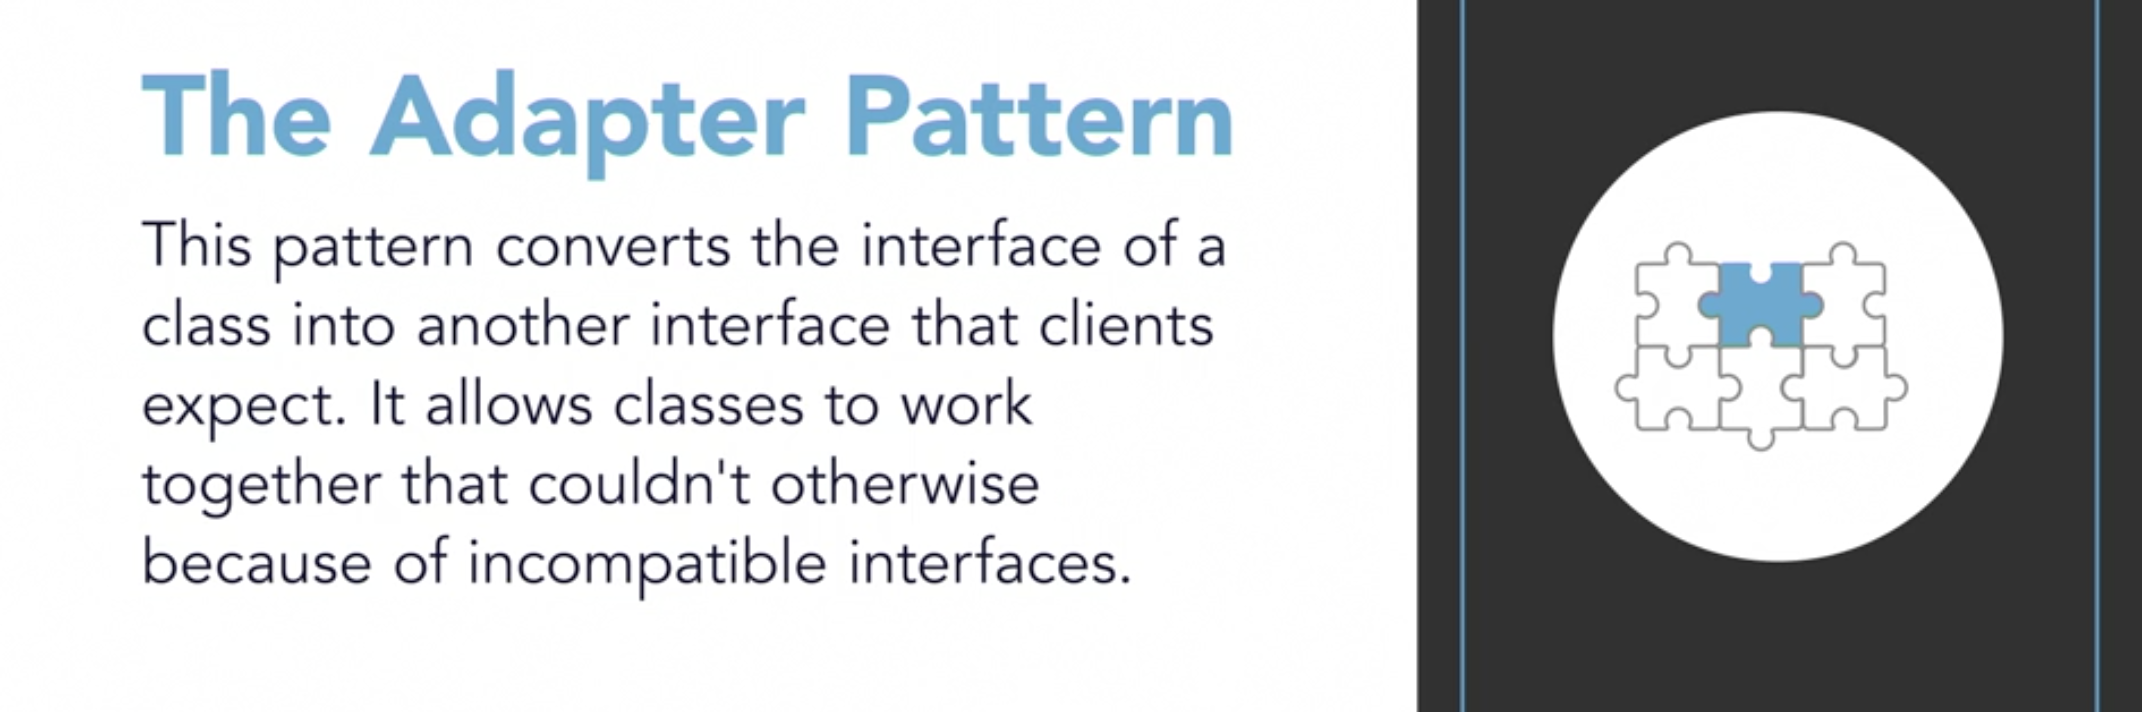 The Adapter Pattern
This pattern converts the interface of a
class into another interface that clients
expect. It allows classes to work
together that couldn't otherwise
because of incompatible interfaces.